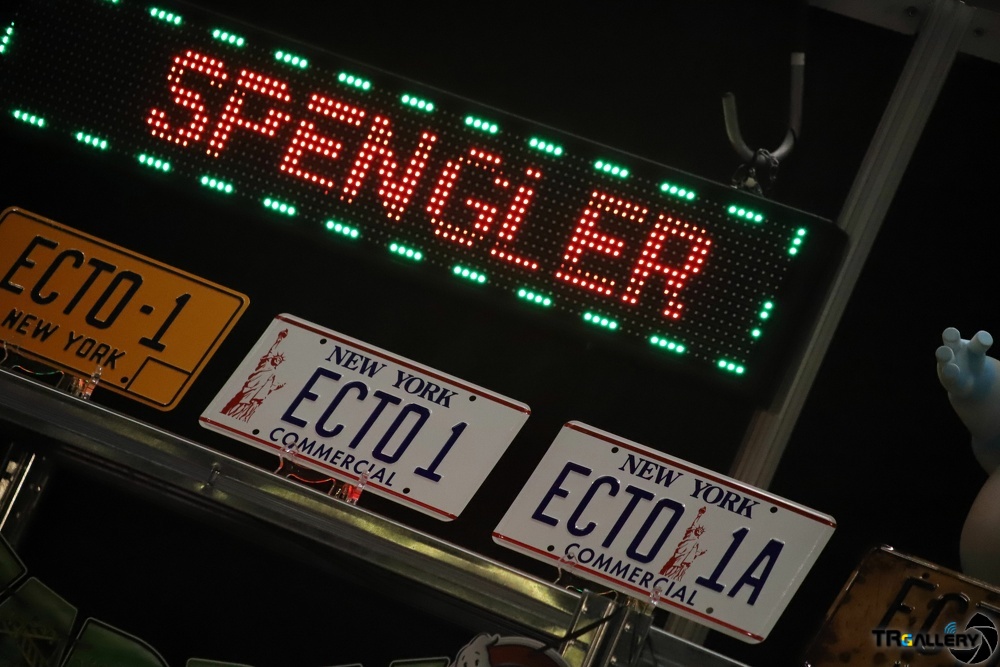 SPENGLER
ECTO-1
NEW YORK
NEW YORK
ECTO 1
COMMERCIAL
NEW YORK
ECTO 1A
COMMERCIAL
TRGALLERY